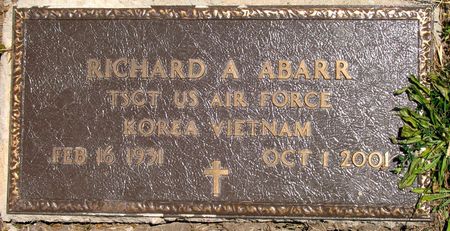 RICHARD A ABARR
TSGT US AIR FORCE
KOREA VIETNAM
FEB 16 1931 OCT 1 2001